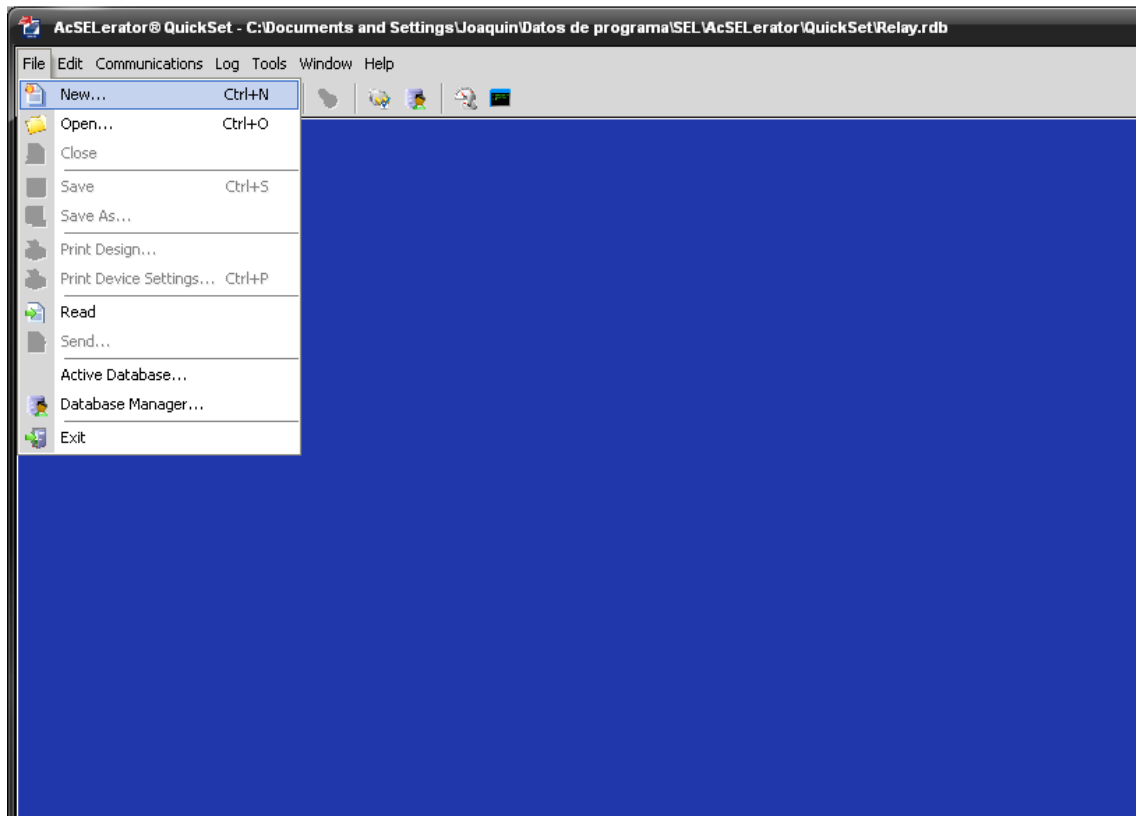 AcSELerator® QuickSet - C:\Documents and Settings\Joaquin\Datos de programa\SEL\AcSELerator\QuickSet\Relay.rdb
File Edit Communications Log Tools Window Help
New... Ctrl+N
Open... Ctrl+O
Close
Save Ctrl+S
Save As...
Print Design...
Print Device Settings... Ctrl+P
Read
Send...
Active Database...
Database Manager...
Exit